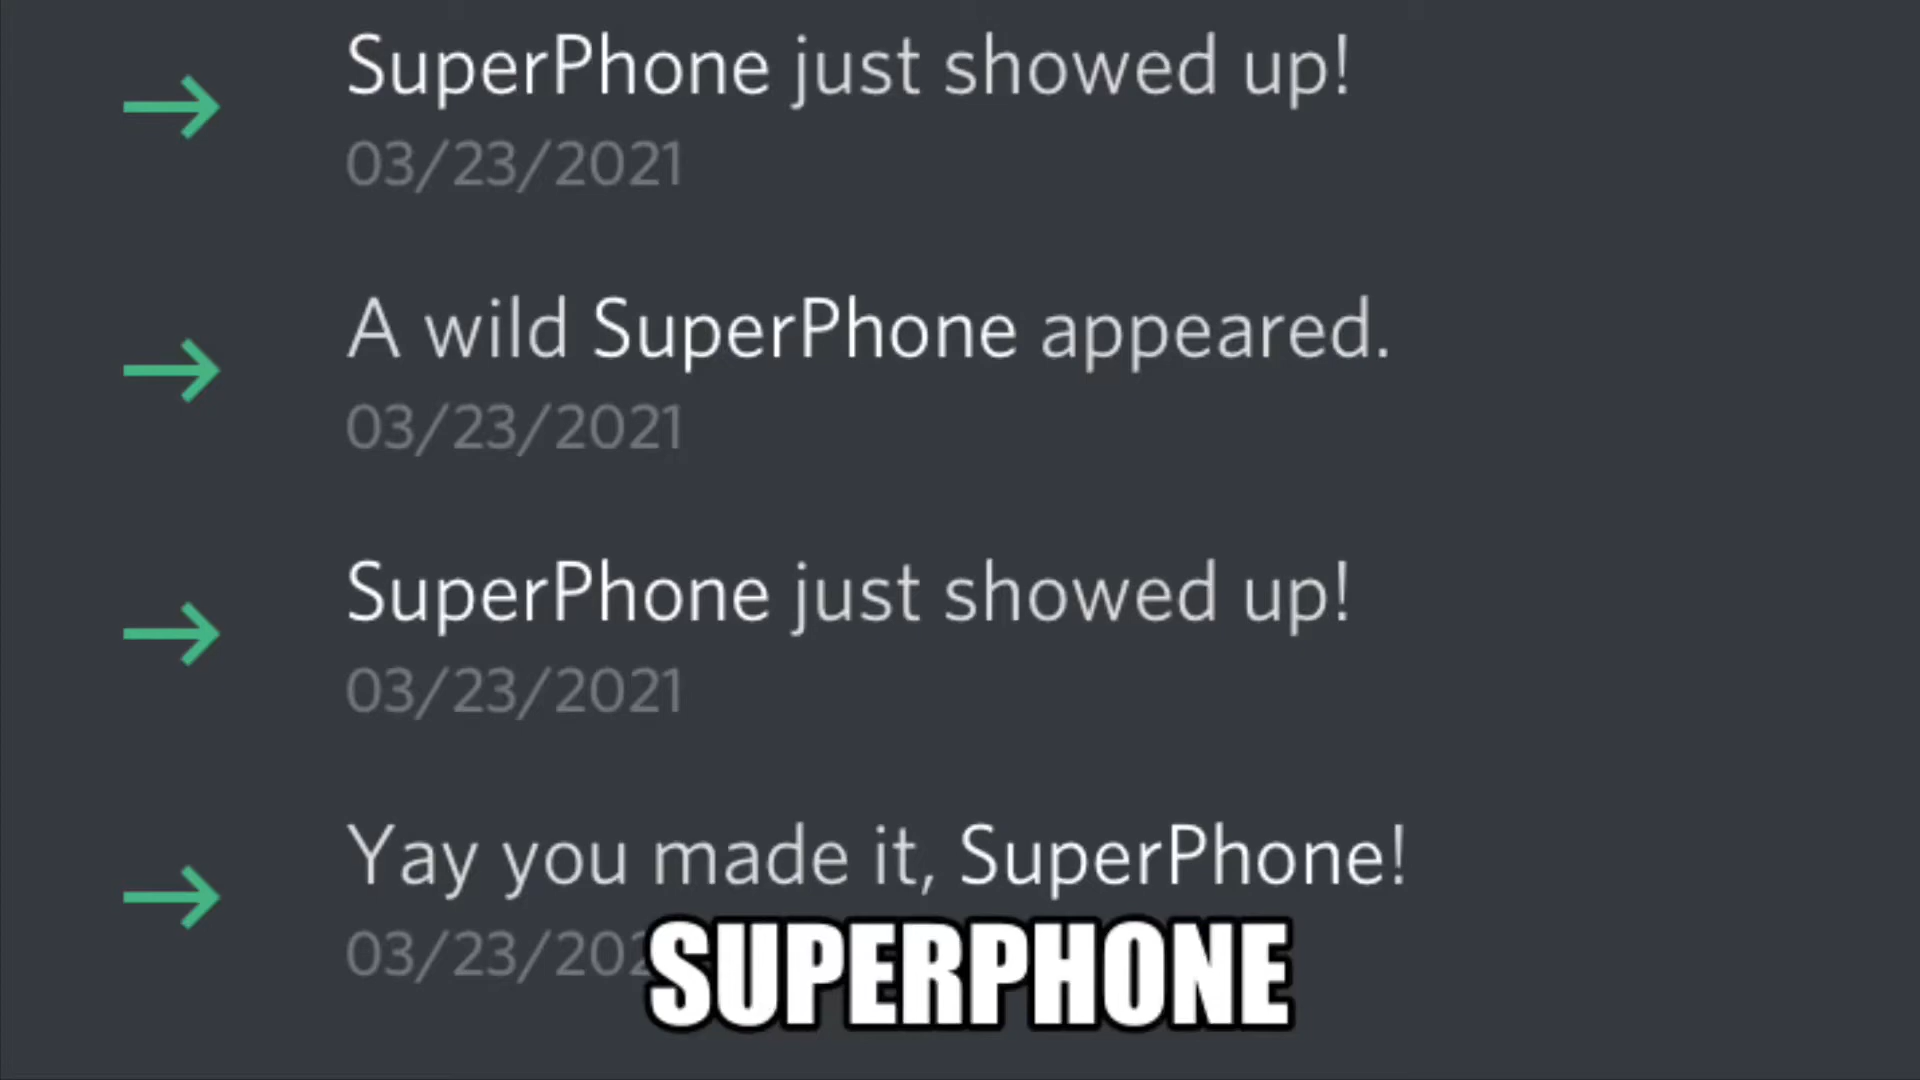 SuperPhone just showed up!
03/23/2021
A wild SuperPhone appeared.
03/23/2021
SuperPhone just showed up!
03/23/2021
Yay you made it, SuperPhone!
03/23/202
SUPERPHONE